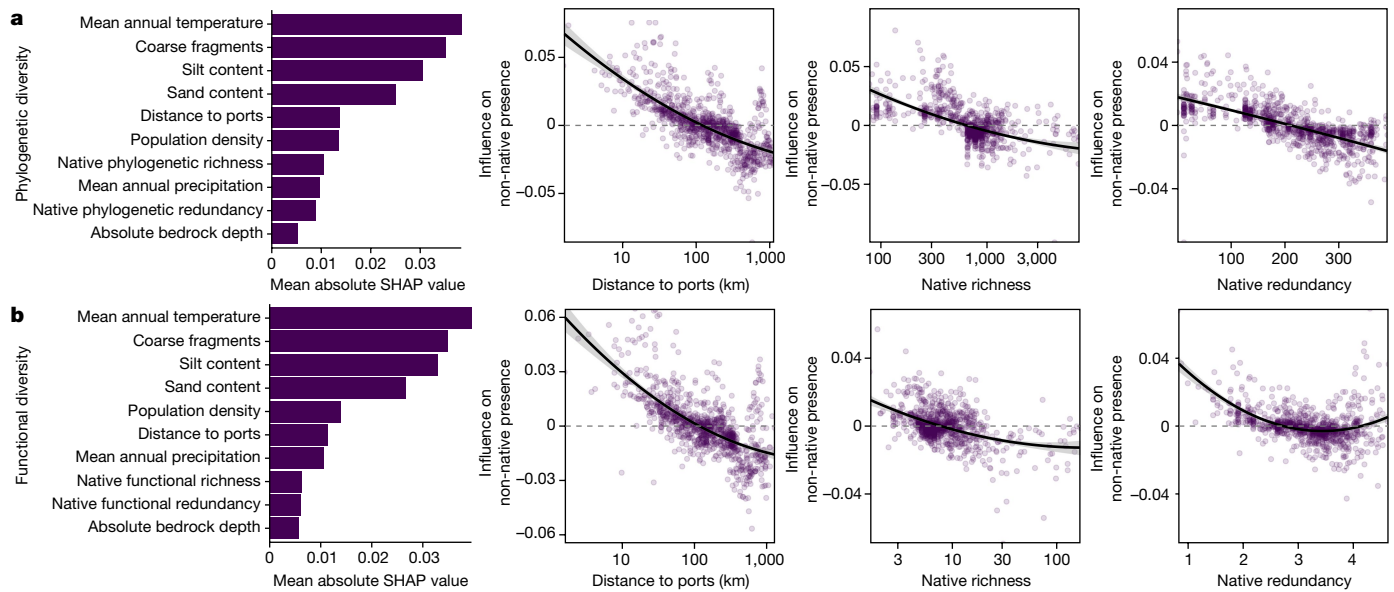 a
Phylogenetic diversity
Mean annual temperature
Coarse fragments
Silt content
Sand content
Distance to ports
Population density
Native phylogenetic richness
Mean annual precipitation
Native phylogenetic redundancy
Absolute bedrock depth
0 0.01 0.02 0.03
Mean absolute SHAP value
Influence on
non-native presence
0.05
0
−0.05
10 100 1,000
Distance to ports (km)
Influence on
non-native presence
0.05
0
−0.05
100 300 1,000 3,000
Native richness
Influence on
non-native presence
0.04
0
−0.04
100 200 300
Native redundancy
b
Functional diversity
Mean annual temperature
Coarse fragments
Silt content
Sand content
Population density
Distance to ports
Mean annual precipitation
Native functional richness
Native functional redundancy
Absolute bedrock depth
0 0.01 0.02 0.03
Mean absolute SHAP value
Influence on
non-native presence
0.06
0.03
0
−0.03
−0.06
10 100 1,000
Distance to ports (km)
Influence on
non-native presence
0.04
0
−0.04
3 10 30 100
Native richness
Influence on
non-native presence
0.04
0
−0.04
1 2 3 4
Native redundancy